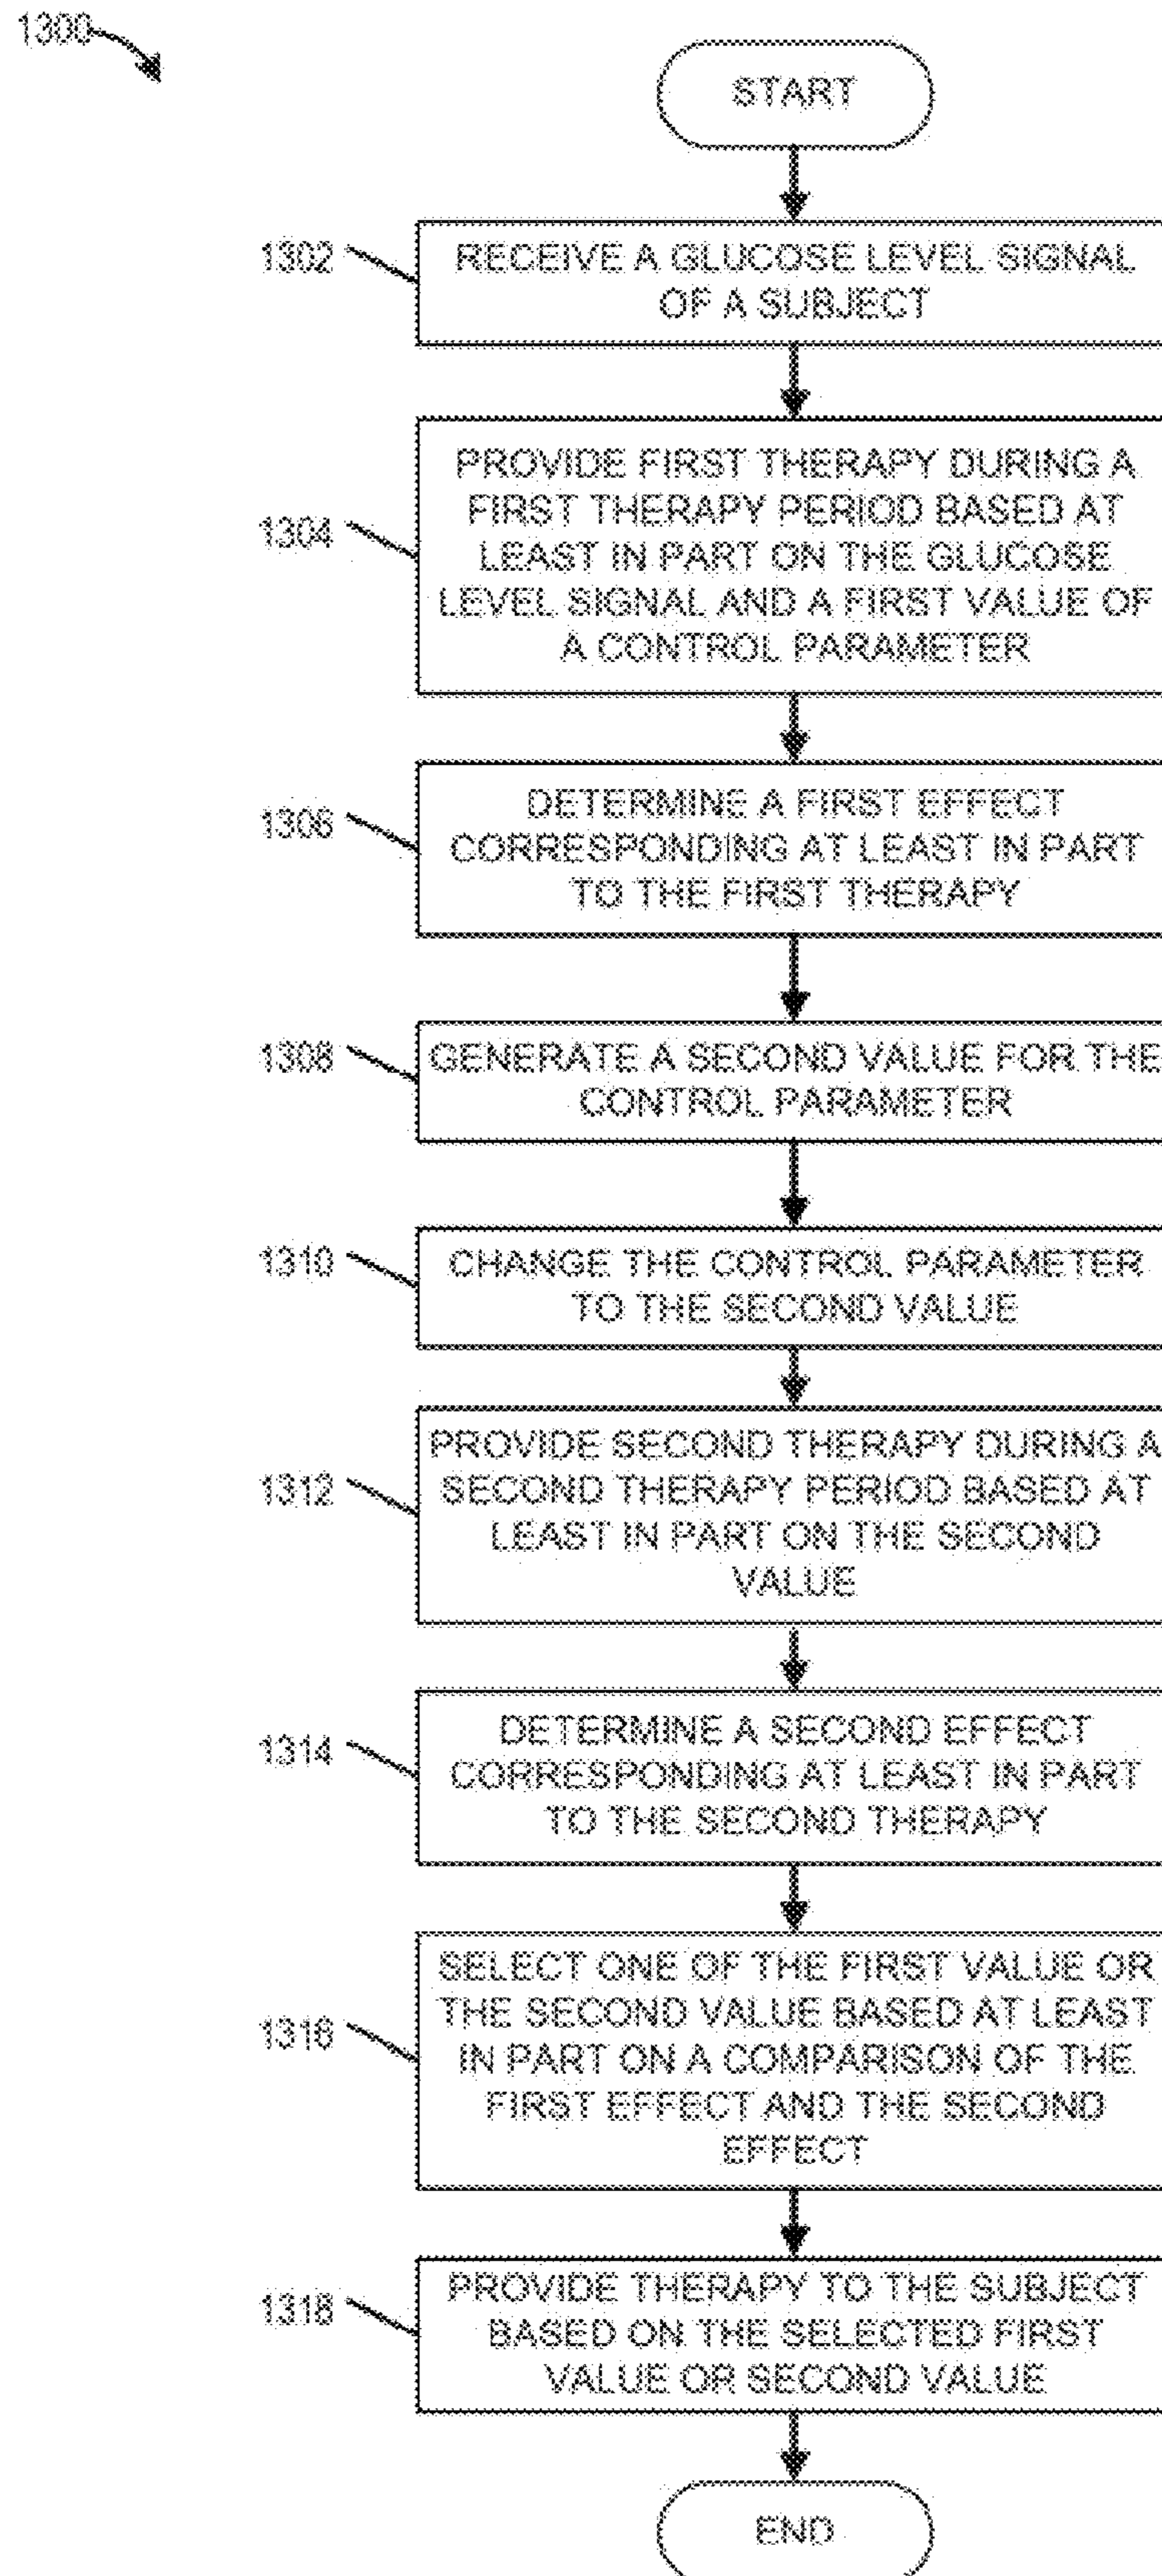 1300
START
1302
RECEIVE A GLUCOSE LEVEL SIGNAL
OF A SUBJECT
1304
PROVIDE FIRST THERAPY DURING A
FIRST THERAPY PERIOD BASED AT
LEAST IN PART ON THE GLUCOSE
LEVEL SIGNAL AND A FIRST VALUE OF
A CONTROL PARAMETER
1306
DETERMINE A FIRST EFFECT
CORRESPONDING AT LEAST IN PART
TO THE FIRST THERAPY
1308
GENERATE A SECOND VALUE FOR THE
CONTROL PARAMETER
1310
CHANGE THE CONTROL PARAMETER
TO THE SECOND VALUE
1312
PROVIDE SECOND THERAPY DURING A
SECOND THERAPY PERIOD BASED AT
LEAST IN PART ON THE SECOND
VALUE
1314
DETERMINE A SECOND EFFECT
CORRESPONDING AT LEAST IN PART
TO THE SECOND THERAPY
1316
SELECT ONE OF THE FIRST VALUE OR
THE SECOND VALUE BASED AT LEAST
IN PART ON A COMPARISON OF THE
FIRST EFFECT AND THE SECOND
EFFECT
1318
PROVIDE THERAPY TO THE SUBJECT
BASED ON THE SELECTED FIRST
VALUE OR SECOND VALUE
END